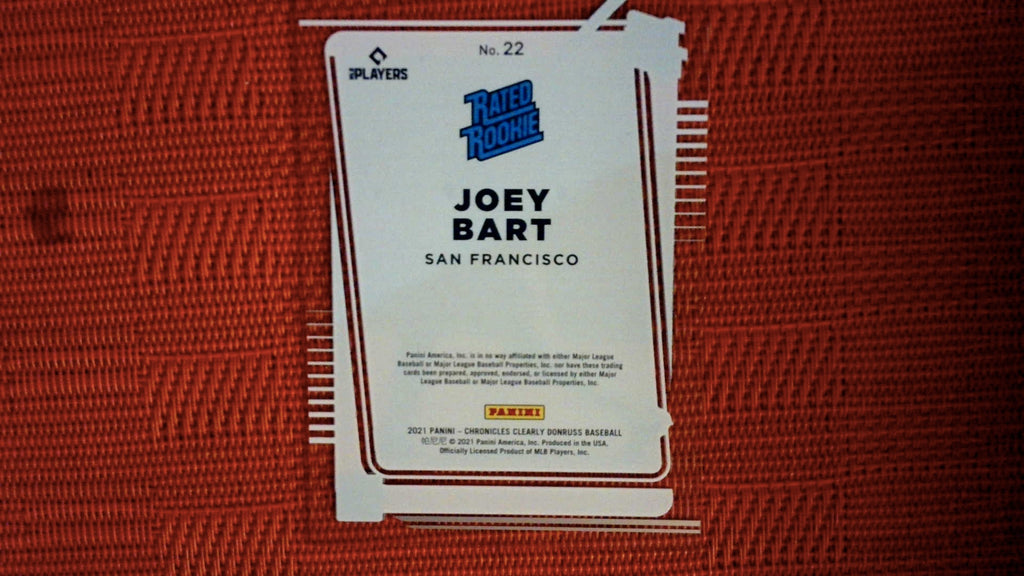 No. 22
MLB PLAYERS
RATED
ROOKIE
JOEY
BART
SAN FRANCISCO
Panini America, Inc. is in no way affiliated with either Major League
Baseball or Major League Baseball Properties, Inc. nor have these trading
cards been prepared, approved, endorsed, or licensed by either Major
League Baseball or Major League Baseball Properties, Inc.
PANINI
2021 PANINI - CHRONICLES CLEARLY DONRUSS BASEBALL
帕尼尼 © 2021 Panini America, Inc. Produced in the USA.
Officially Licensed Product of MLB Players, Inc.